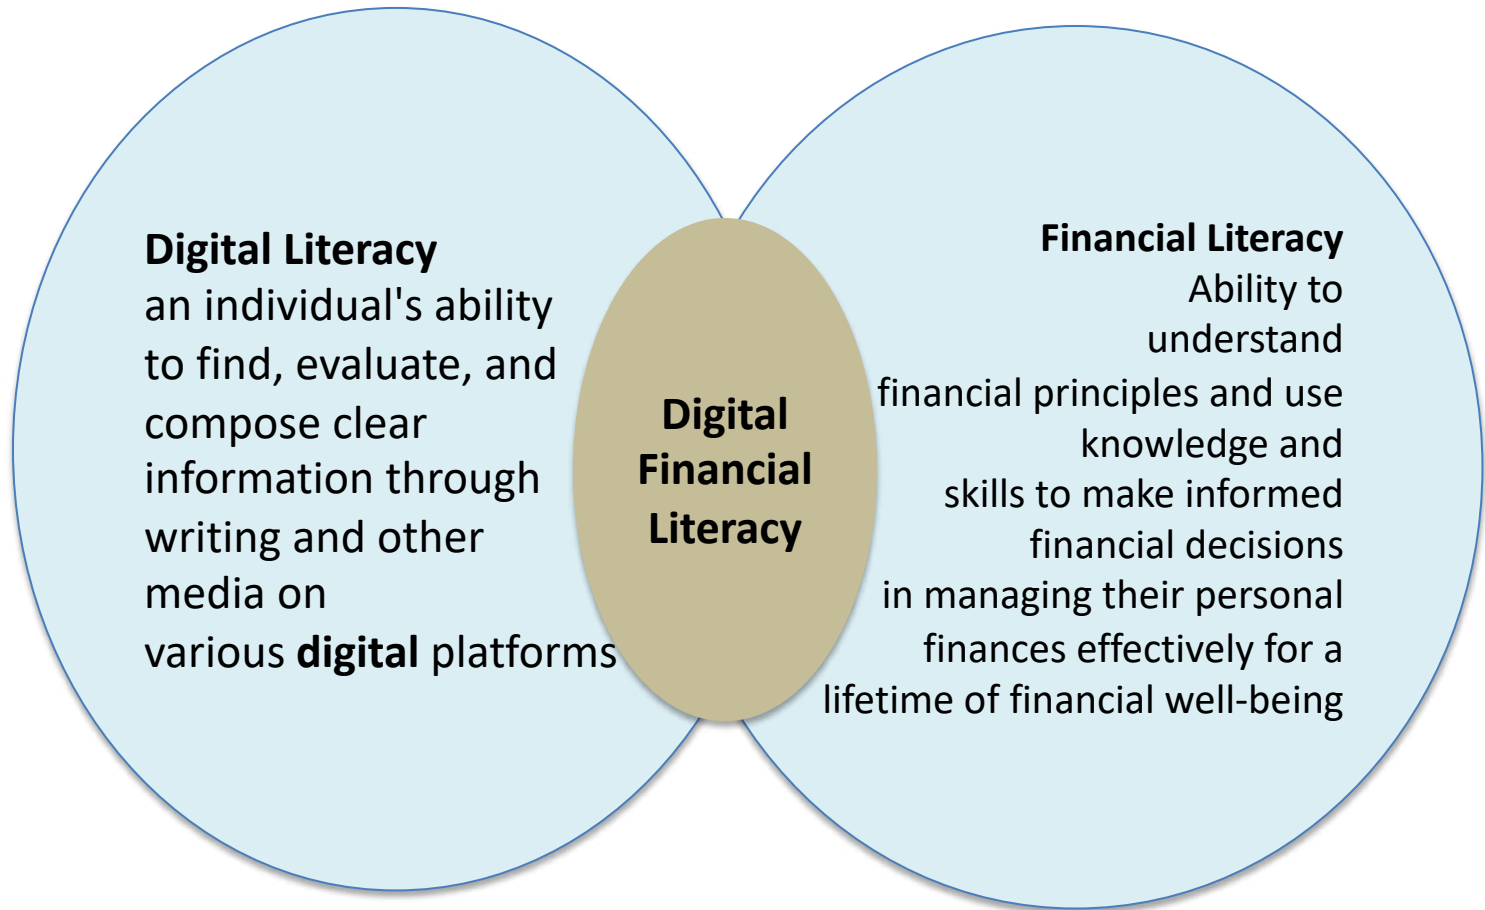 Digital Literacy
an individual's ability
to find, evaluate, and
compose clear
information through
writing and other
media on
various digital platforms
Digital
Financial
Literacy
Financial Literacy
Ability to
understand
financial principles and use
knowledge and
skills to make informed
financial decisions
in managing their personal
finances effectively for a
lifetime of financial well-being